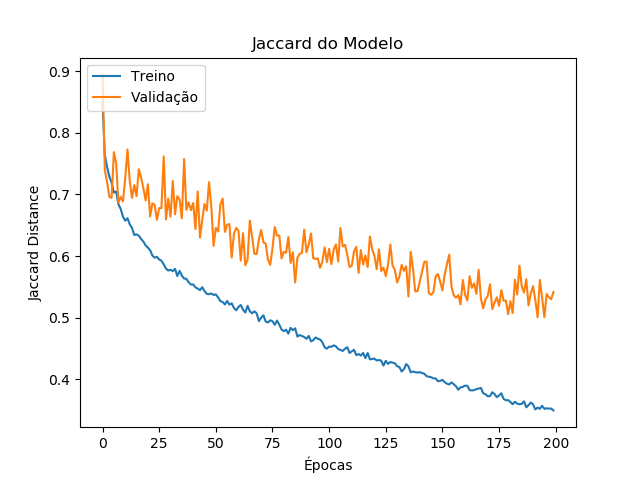 Jaccard do Modelo
Treino
Validação
Jaccard Distance
0.9
0.8
0.7
0.6
0.5
0.4
0 25 50 75 100 125 150 175 200
Épocas